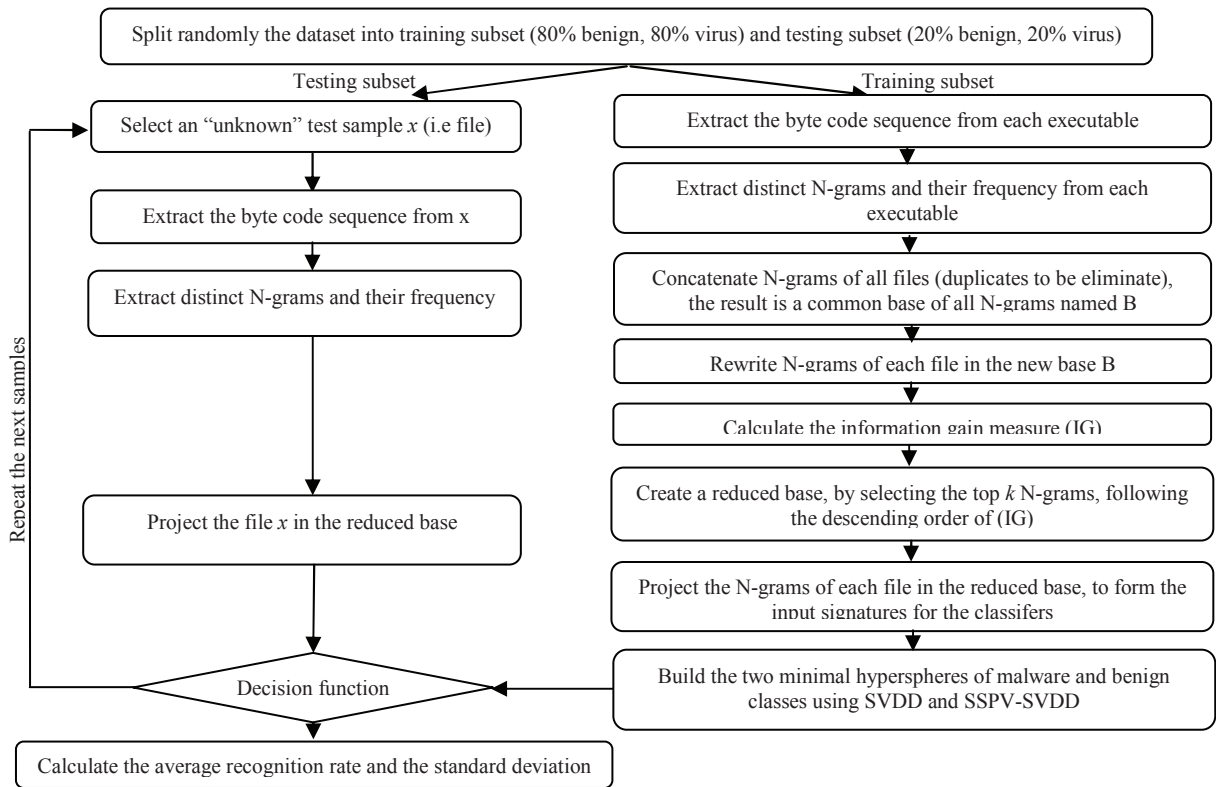 Split randomly the dataset into training subset (80% benign, 80% virus) and testing subset (20% benign, 20% virus)
Testing subset
Training subset
Select an “unknown” test sample x (i.e file)
Extract the byte code sequence from x
Extract distinct N-grams and their frequency
Project the file x in the reduced base
Repeat the next samples
Extract the byte code sequence from each executable
Extract distinct N-grams and their frequency from each
executable
Concatenate N-grams of all files (duplicates to be eliminate),
the result is a common base of all N-grams named B
Rewrite N-grams of each file in the new base B
Calculate the information gain measure (IG)
Create a reduced base, by selecting the top k N-grams, following
the descending order of (IG)
Project the N-grams of each file in the reduced base, to form the
input signatures for the classifers
Build the two minimal hyperspheres of malware and benign
classes using SVDD and SSPV-SVDD
Decision function
Calculate the average recognition rate and the standard deviation